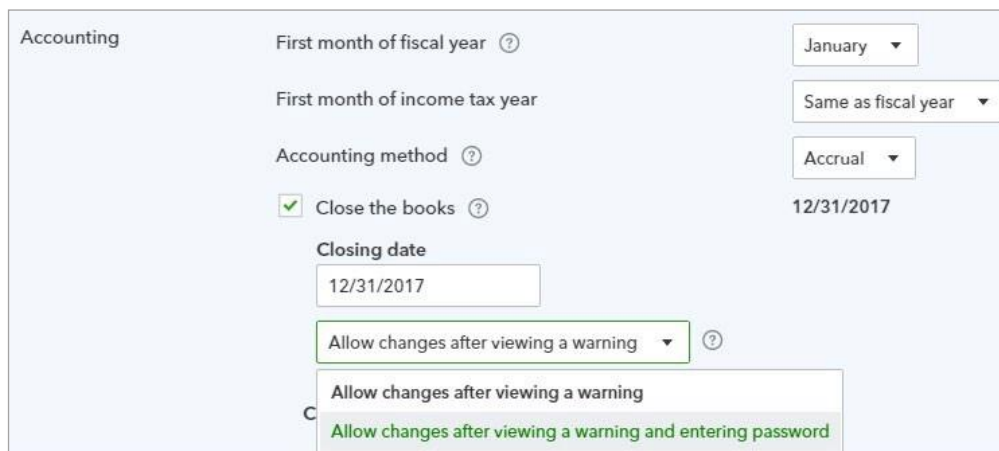 Accounting
First month of fiscal year ?
January
First month of income tax year
Same as fiscal year
Accounting method ?
Accrual
Close the books ?
12/31/2017
Closing date
12/31/2017
Allow changes after viewing a warning ?
Allow changes after viewing a warning
C
Allow changes after viewing a warning and entering password